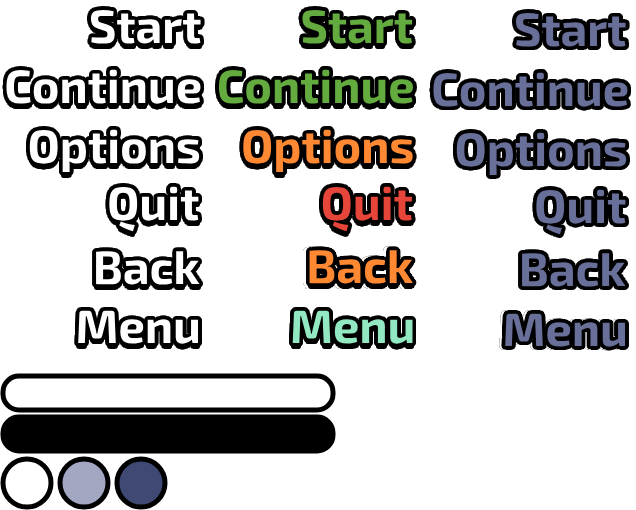 Start Start Start
Continue Continue Continue
Options Options Options
Quit Quit Quit
Back Back Back
Menu Menu Menu